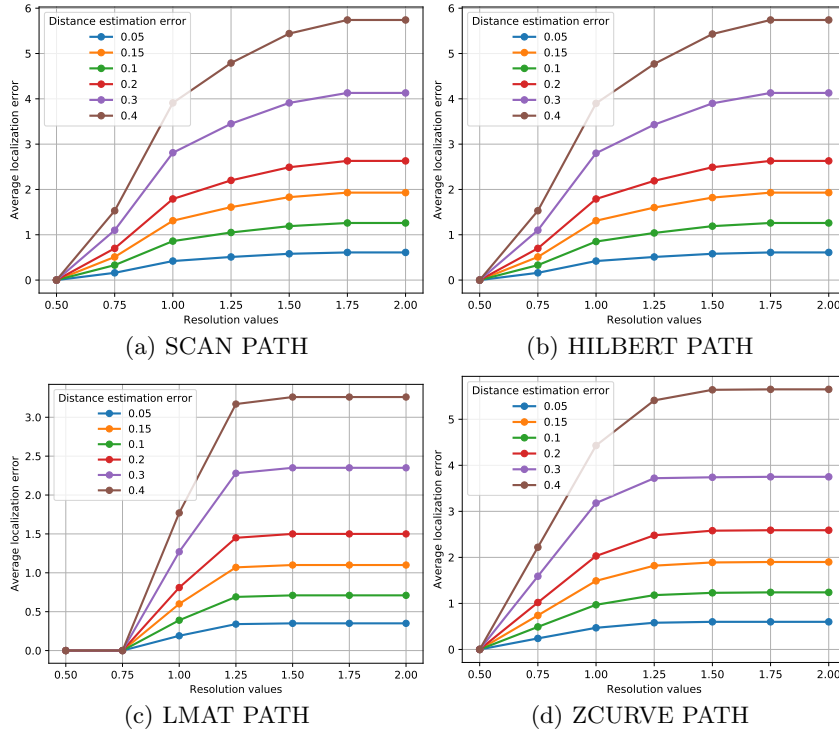 Distance estimation error
0.05
0.15
0.1
0.2
0.3
0.4
6
5
4
3
2
1
0
Average localization error
0.50 0.75 1.00 1.25 1.50 1.75 2.00
Resolution values
(a) SCAN PATH
Distance estimation error
0.05
0.15
0.1
0.2
0.3
0.4
6
5
4
3
2
1
0
Average localization error
0.50 0.75 1.00 1.25 1.50 1.75 2.00
Resolution values
(b) HILBERT PATH
Distance estimation error
0.05
0.15
0.1
0.2
0.3
0.4
3.0
2.5
2.0
1.5
1.0
0.5
0.0
Average localization error
0.50 0.75 1.00 1.25 1.50 1.75 2.00
Resolution values
(c) LMAT PATH
Distance estimation error
0.05
0.15
0.1
0.2
0.3
0.4
5
4
3
2
1
0
Average localization error
0.50 0.75 1.00 1.25 1.50 1.75 2.00
Resolution values
(d) ZCURVE PATH